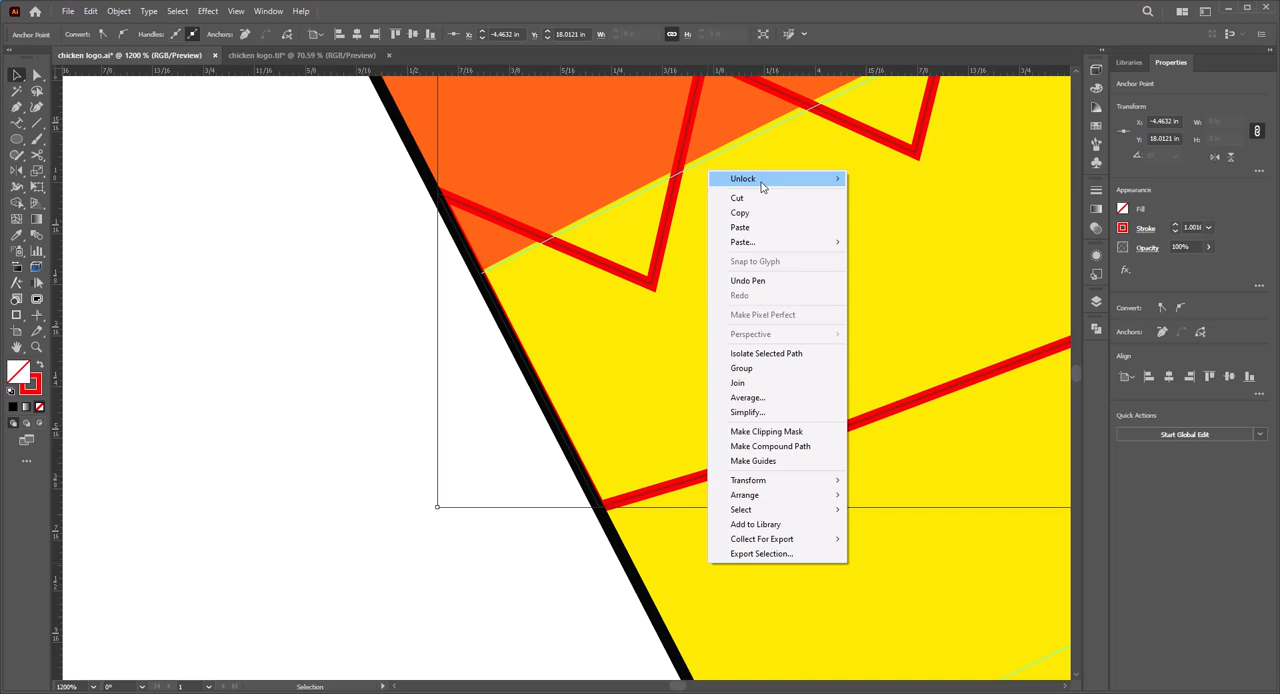 Ai File Edit Object Type Select Effect View Window Help
Anchor Point Convert: Handles: Anchors: X: -4.4632 in Y: 18.0121 in W: H:
chicken logo.ai* @ 1200 % (RGB/Preview) × chicken logo.tif* @ 70.59 % (RGB/Preview) ×
Libraries Properties
Anchor Point
Transform
X: -4.4632 in W:
Y: 18.0121 in H:
Appearance
Fill
Stroke
Opacity 100%
fx
Convert:
Anchors:
Align
Quick Actions
Start Global Edit
Unlock
Cut
Copy
Paste
Paste...
Snap to Glyph
Undo Pen
Redo
Make Pixel Perfect
Perspective
Isolate Selected Path
Group
Join
Average...
Simplify...
Make Clipping Mask
Make Compound Path
Make Guides
Transform
Arrange
Select
Add to Library
Collect For Export
Export Selection...
1200% 0° 1 Selection